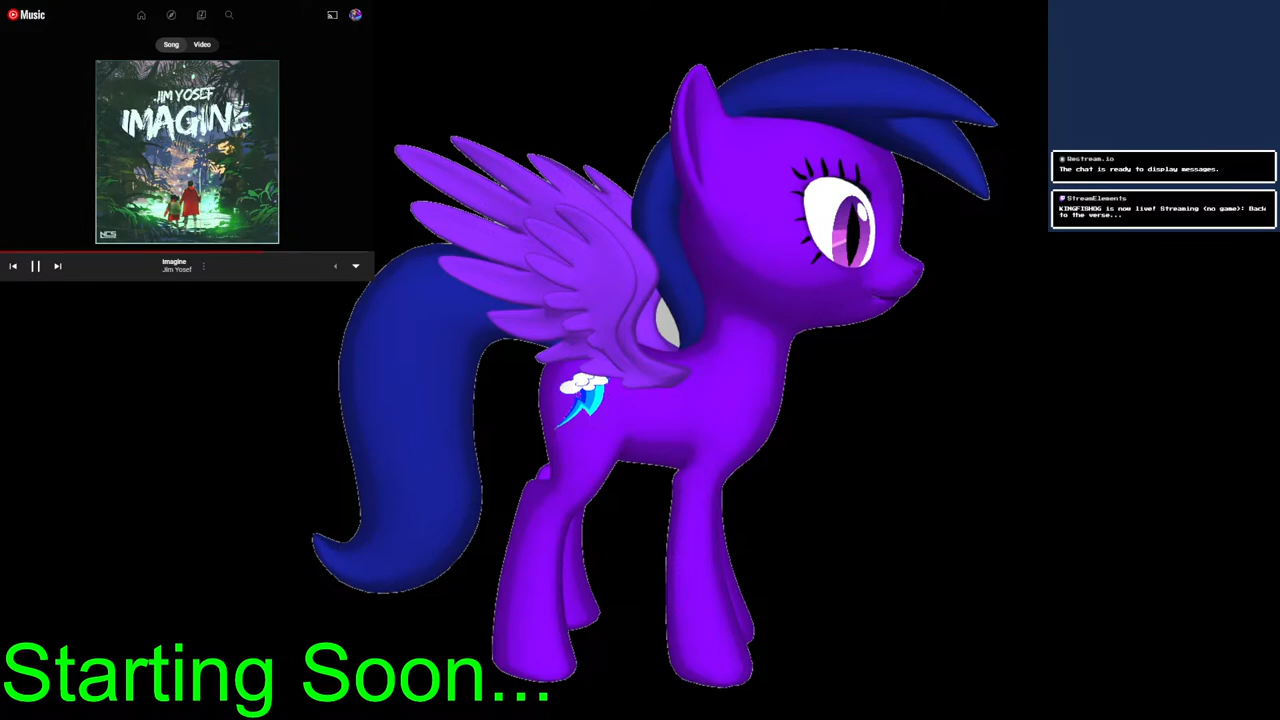 Music
Song Video
JIM YOSEF
IMAGINE
NCS
Imagine
Jim Yosef
Restream.io
The chat is ready to display messages.
StreamElements
KINGFISHOG is now live! Streaming (no game): Back
to the verse...
Starting Soon...